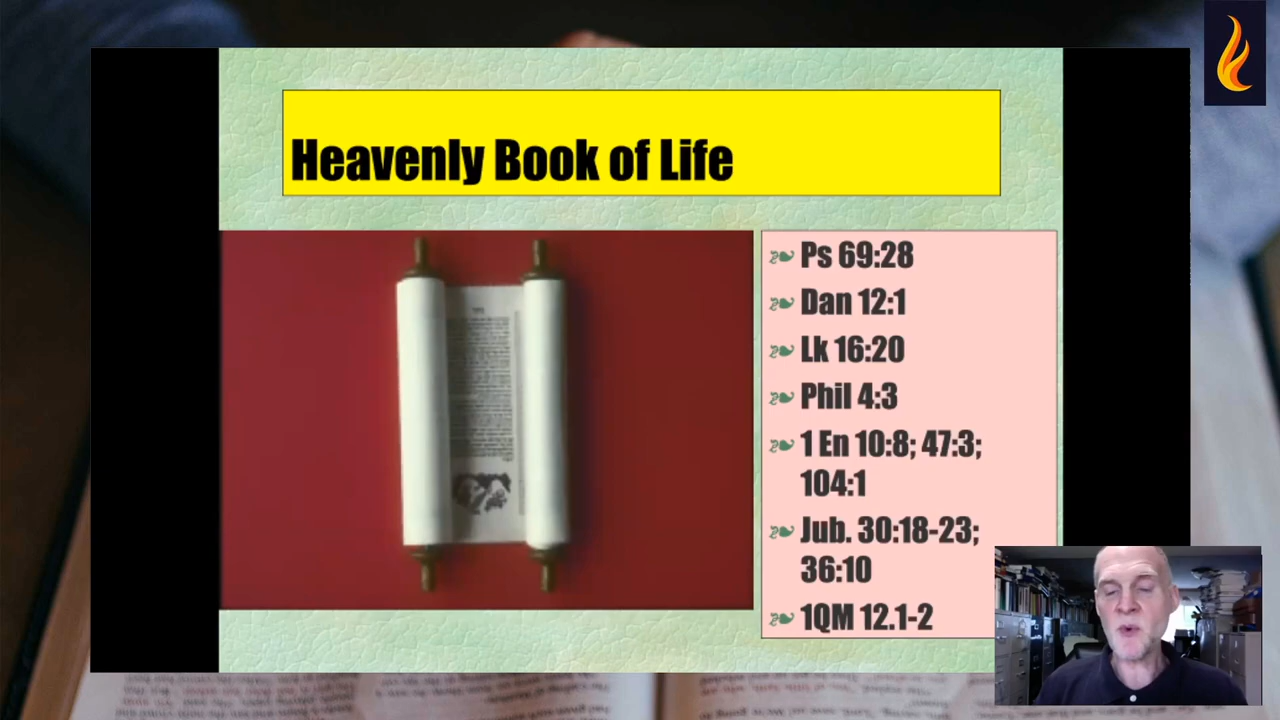 Heavenly Book of Life
Ps 69:28
Dan 12:1
Lk 16:20
Phil 4:3
1 En 10:8; 47:3;
104:1
Jub. 30:18-23;
36:10
1QM 12.1-2